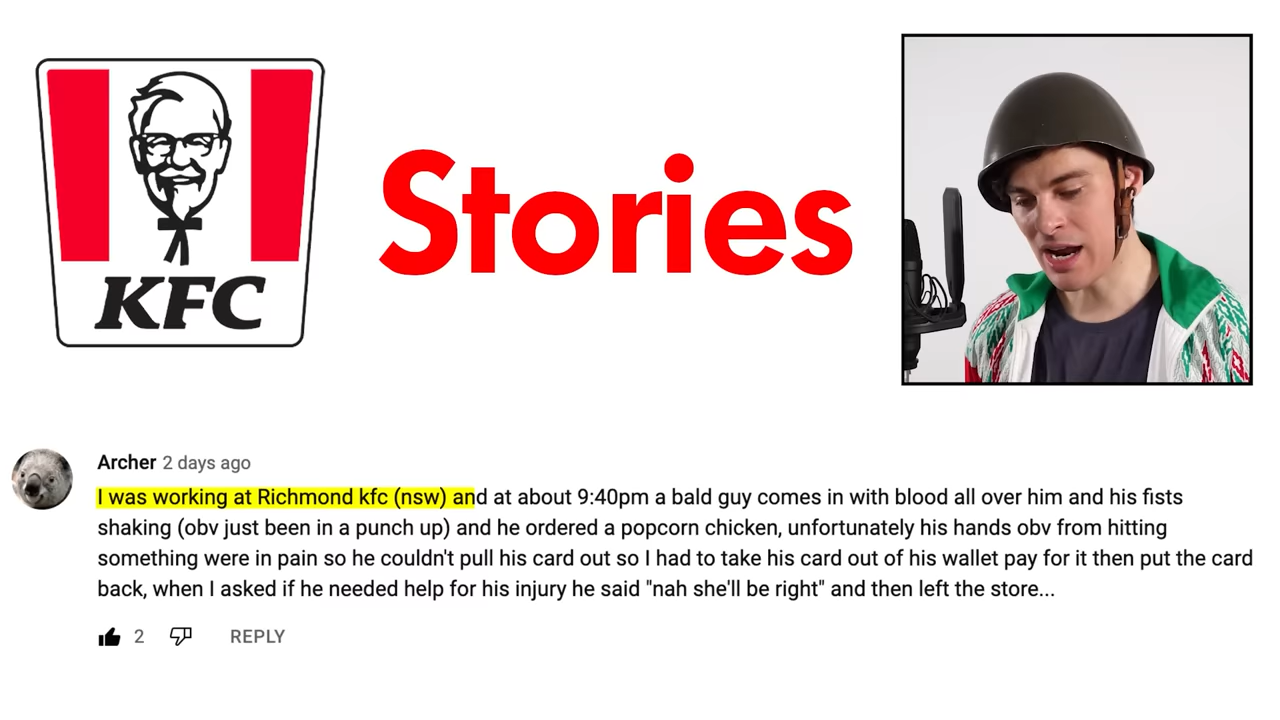 KFC
Stories
Archer 2 days ago
I was working at Richmond kfc (nsw) and at about 9:40pm a bald guy comes in with blood all over him and his fists
shaking (obv just been in a punch up) and he ordered a popcorn chicken, unfortunately his hands obv from hitting
something were in pain so he couldn't pull his card out so I had to take his card out of his wallet pay for it then put the card
back, when I asked if he needed help for his injury he said "nah she'll be right" and then left the store...
2 REPLY